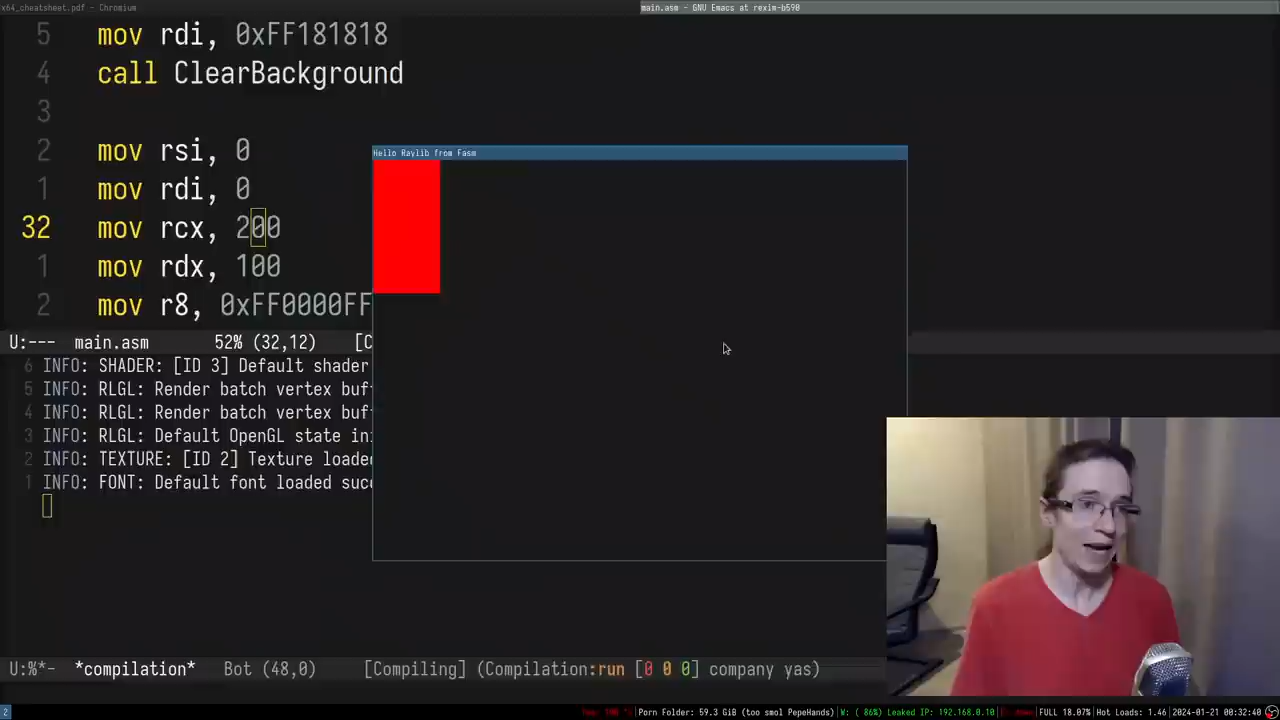 x64_cheatsheet.pdf - Chromium
main.asm - GNU Emacs at rexim-b590
5 mov rdi, 0xFF181818
4 call ClearBackground
3
2 mov rsi, 0
1 mov rdi, 0
32 mov rcx, 200
1 mov rdx, 100
2 mov r8, 0xFF0000FF
Hello Raylib from Fasm
U:--- main.asm 52% (32,12) [C
6 INFO: SHADER: [ID 3] Default shader
5 INFO: RLGL: Render batch vertex buf
4 INFO: RLGL: Render batch vertex buf
3 INFO: RLGL: Default OpenGL state in
2 INFO: TEXTURE: [ID 2] Texture loaded
1 INFO: FONT: Default font loaded succ
U:%*- *compilation* Bot (48,0) [Compiling] (Compilation:run [0 0 0] company yas)
2
Porn Folder: 59.3 GiB (too smol PepeHands) W: ( 86%) Leaked IP: 192.168.0.10 FULL 18.07% Hot Loads: 1.46 2024-01-21 00:32:40